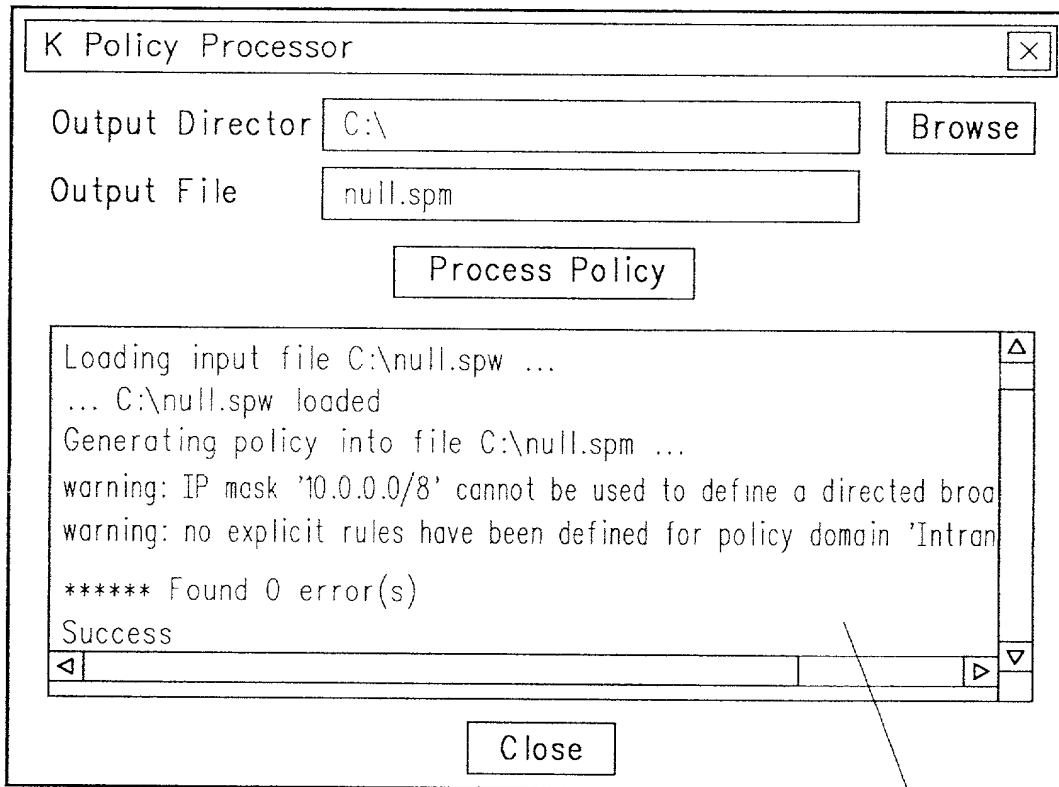 K Policy Processor
Output Director C:\ Browse
Output File null.spm
Process Policy
Loading input file C:\null.spw ...
... C:\null.spw loaded
Generating policy into file C:\null.spm ...
warning: IP mask '10.0.0.0/8' cannot be used to define a directed broa
warning: no explicit rules have been defined for policy domain 'Intran
****** Found 0 error(s)
Success
Close